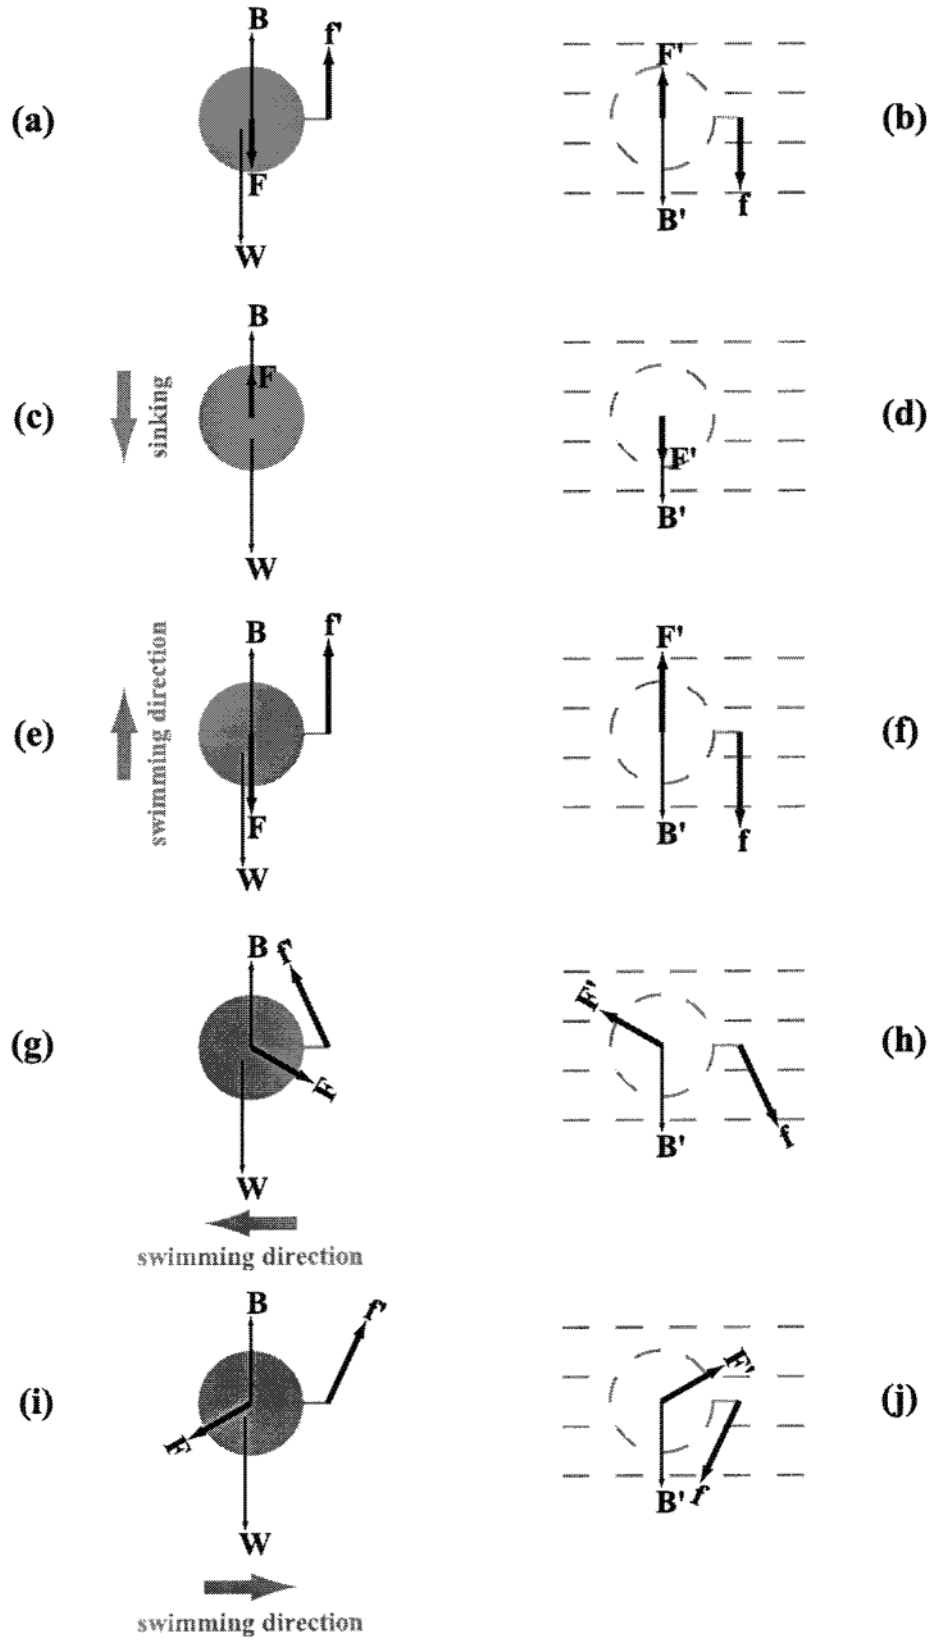 B
f'
(a)
F
W
F'
(b)
f
B'
B
F
(c)
sinking
W
(d)
F'
B'
B
f'
(e)
swimming direction
F
W
F'
(f)
B'
f
B
f'
(g)
F
W
swimming direction
F'
(h)
B'
f
B
f'
(i)
F
W
swimming direction
F'
(j)
B'
f